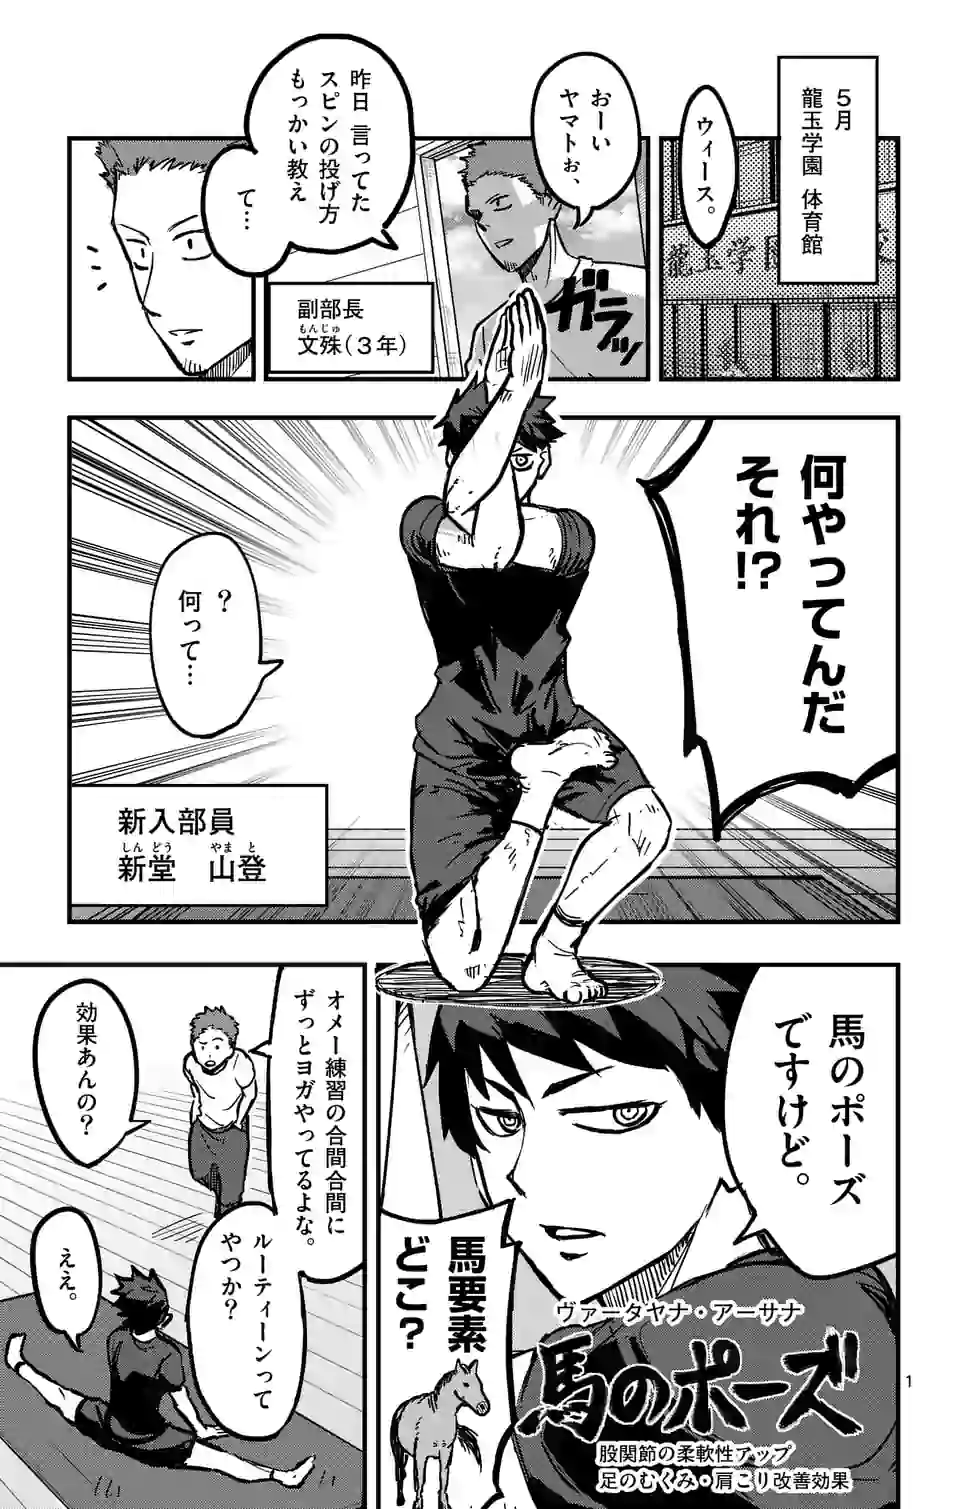 5月
龍玉学園 体育館
龍玉学園
ウィース。
おーい
ヤマトぉ、
ガラッ
昨日 言ってた
スピンの投げ方
もっかい教え
て…
副部長
もんじゅ
文殊(3年)
何やってんだ
それ!?
?
何って…
新入部員
しんどう やまと
新堂 山登
馬のポーズ
ですけど。
ヴァータヤナ・アーサナ
馬のポーズ
股関節の柔軟性アップ
足のむくみ・肩こり改善効果
馬要素
どこ?
オメー練習の合間合間に
ずっとヨガやってるよな。
効果あんの?
ルーティーンって
やつか?
ええ。
1